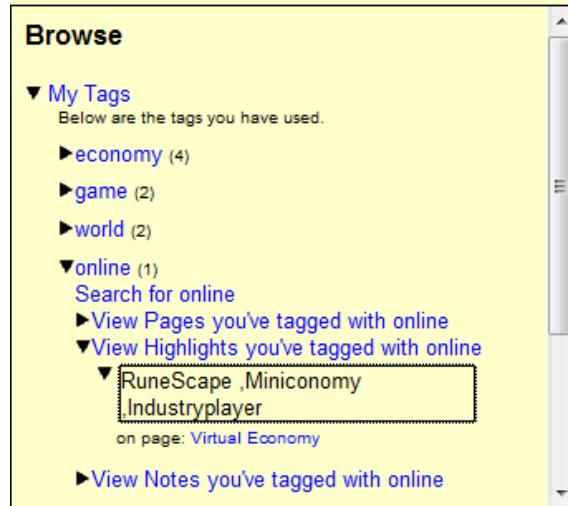 Browse
▼ My Tags
Below are the tags you have used.
►economy (4)
►game (2)
►world (2)
▼online (1)
Search for online
►View Pages you've tagged with online
▼View Highlights you've tagged with online
▼ RuneScape ,Miniconomy
,Industryplayer
on page: Virtual Economy
►View Notes you've tagged with online